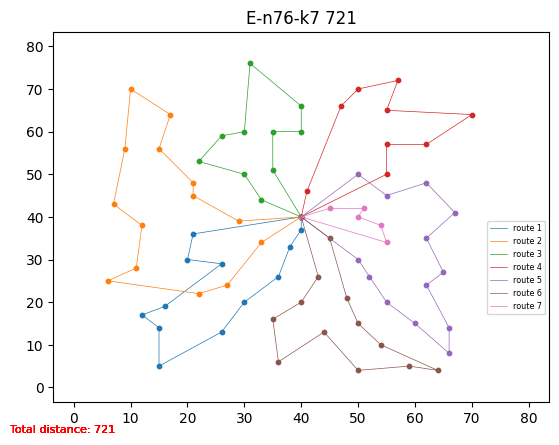 E-n76-k7 721
80
70
60
50
40
30
20
10
0
0 10 20 30 40 50 60 70 80
route 1
route 2
route 3
route 4
route 5
route 6
route 7
Total distance: 721